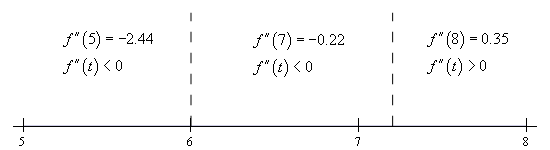 f″(5) = −2.44
f″(t) < 0
f″(7) = −0.22
f″(t) < 0
f″(8) = 0.35
f″(t) > 0
5 6 7 8